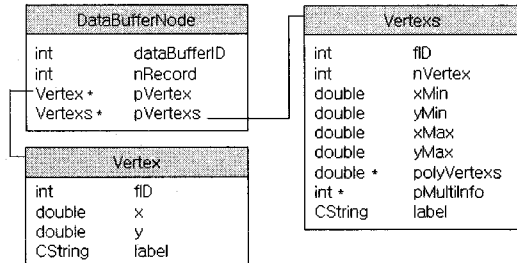 DataBufferNode
int dataBufferID
int nRecord
Vertex * pVertex
Vertexs * pVertexs
Vertex
int fID
double x
double y
CString label
Vertexs
int fID
int nVertex
double xMin
double yMin
double xMax
double yMax
double * polyVertexs
int * pMultiInfo
CString label